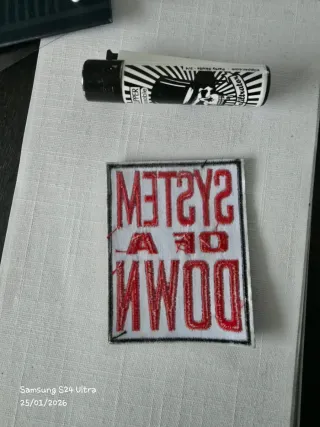 SYSTEM
OF A
DOWN
Samsung S24 Ultra
25/01/2026